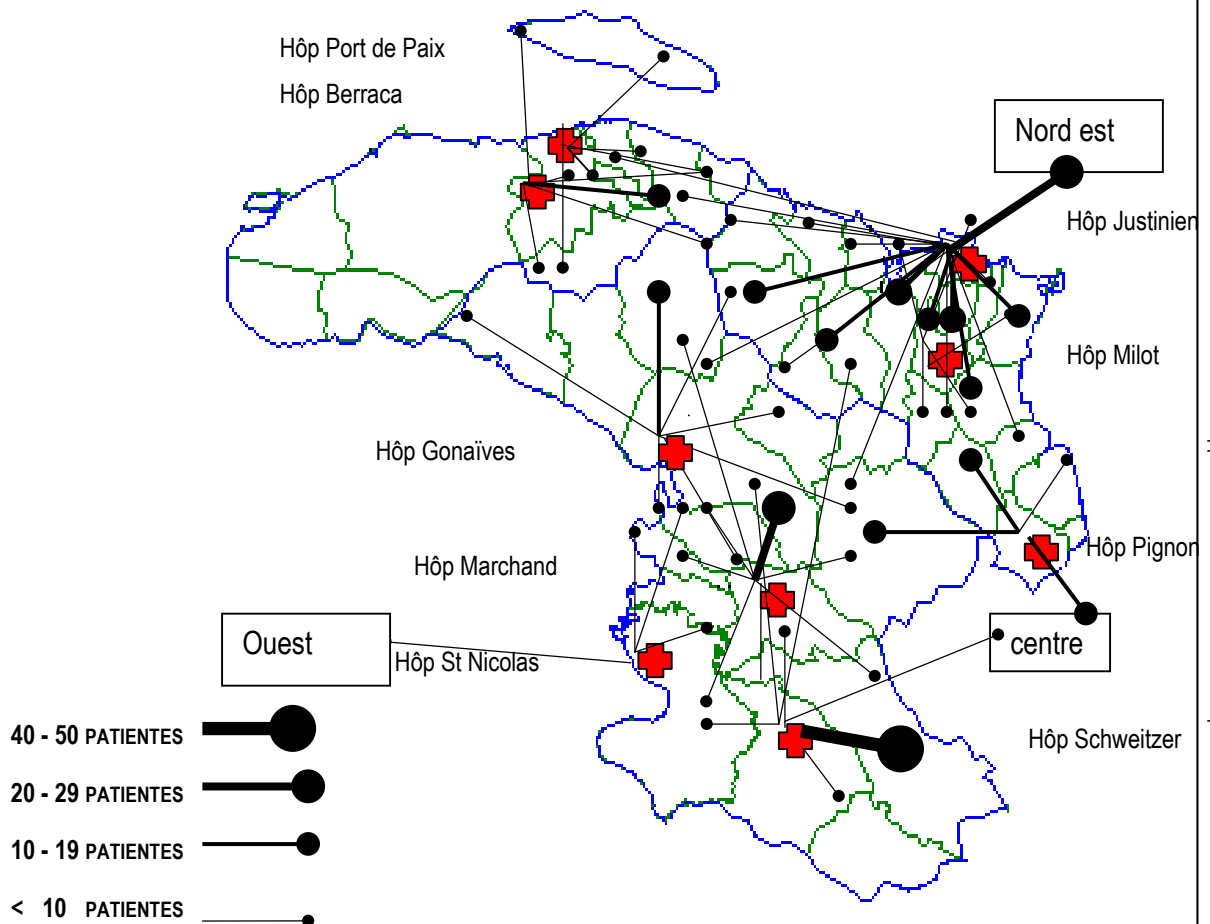 Hôp Port de Paix
Hôp Berraca
Nord est
Hôp Justinien
Hôp Milot
Hôp Gonaïves
Hôp Pignon
Hôp Marchand
Ouest
centre
Hôp St Nicolas
Hôp Schweitzer
40 - 50 PATIENTES
20 - 29 PATIENTES
10 - 19 PATIENTES
< 10 PATIENTES